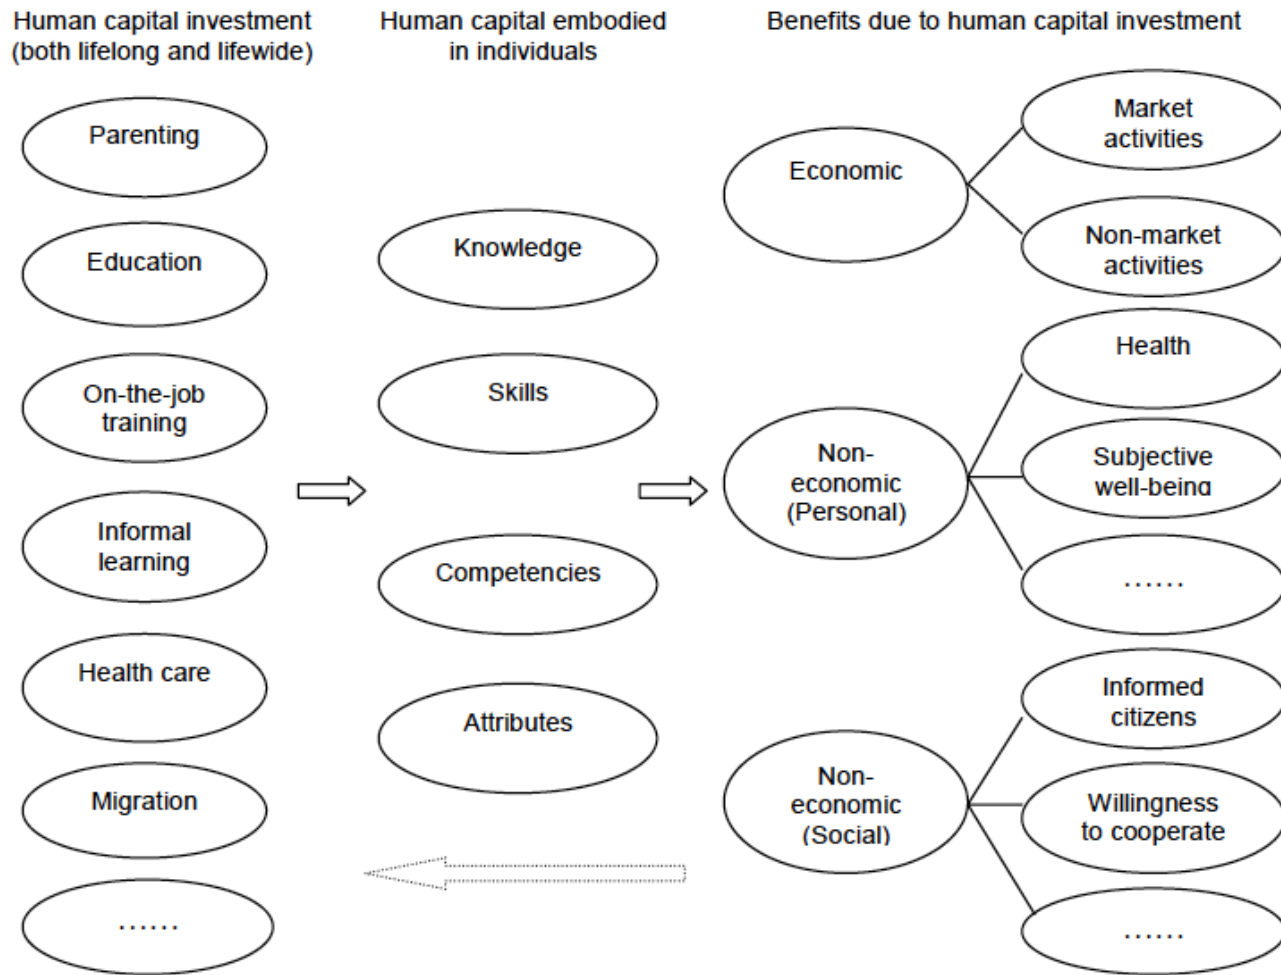 Human capital investment
(both lifelong and lifewide)
Parenting
Education
On-the-job
training
Informal
learning
Health care
Migration
......
Human capital embodied
in individuals
Knowledge
Skills
Competencies
Attributes
Benefits due to human capital investment
Economic
Market
activities
Non-market
activities
Non-
economic
(Personal)
Health
Subjective
well-being
......
Non-
economic
(Social)
Informed
citizens
Willingness
to cooperate
......